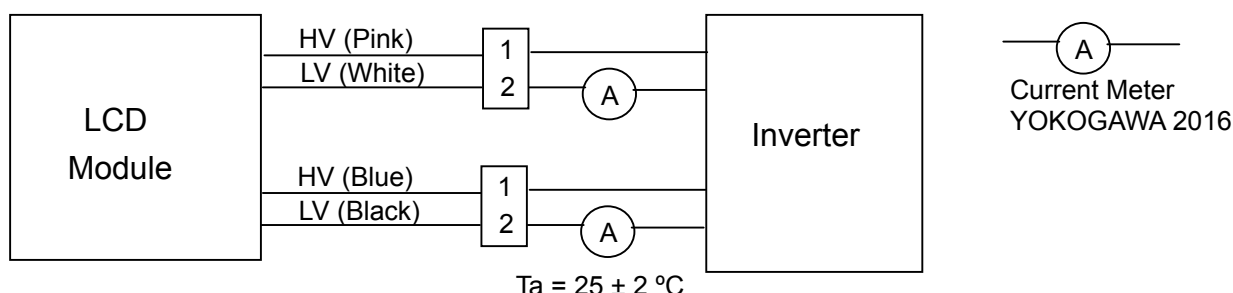 HV (Pink)
1
LV (White)
2
A
LCD
Module
Inverter
HV (Blue)
1
LV (Black)
2
A
Ta = 25 ± 2 ºC
A
Current Meter
YOKOGAWA 2016